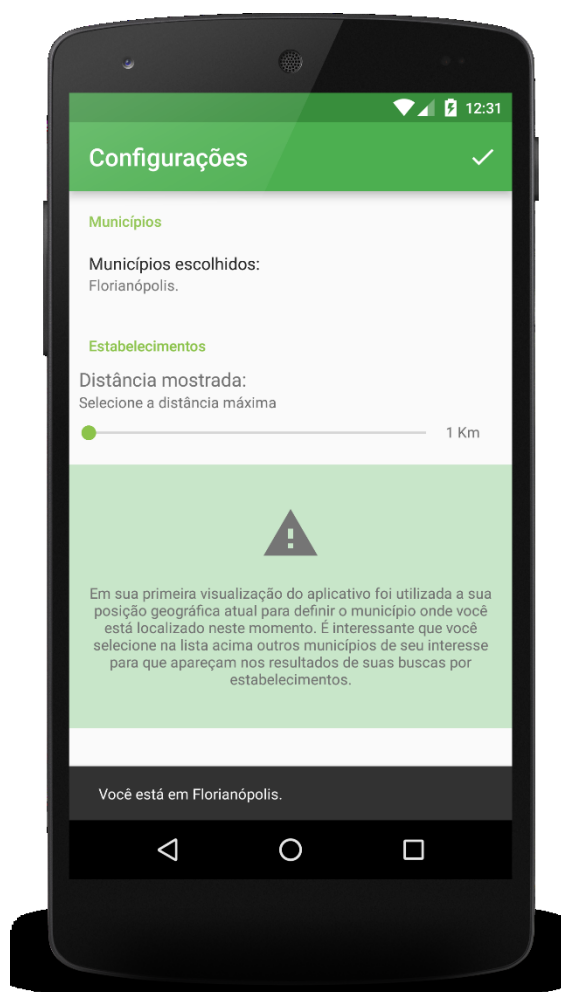 12:31
Configurações
Municípios
Municípios escolhidos:
Florianópolis.
Estabelecimentos
Distância mostrada:
Selecione a distância máxima
1 Km
Em sua primeira visualização do aplicativo foi utilizada a sua
posição geográfica atual para definir o município onde você
está localizado neste momento. É interessante que você
selecione na lista acima outros municípios de seu interesse
para que apareçam nos resultados de suas buscas por
estabelecimentos.
Você está em Florianópolis.